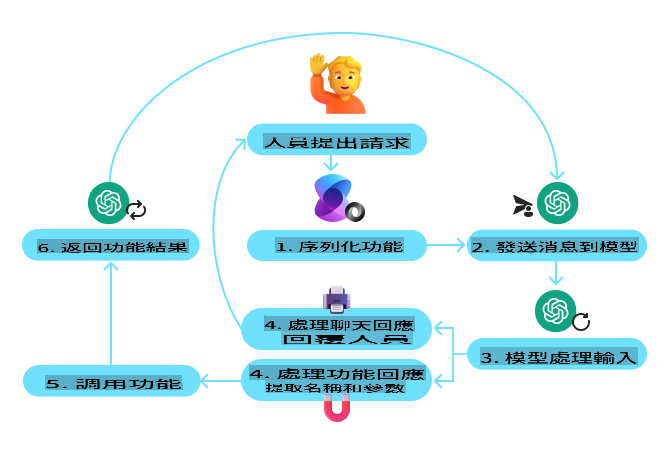 人員提出請求
1. 序列化功能
2. 發送消息到模型
3. 模型處理輸入
4. 處理聊天回應
回覆人員
4. 處理功能回應
提取名稱和參數
5. 調用功能
6. 返回功能結果